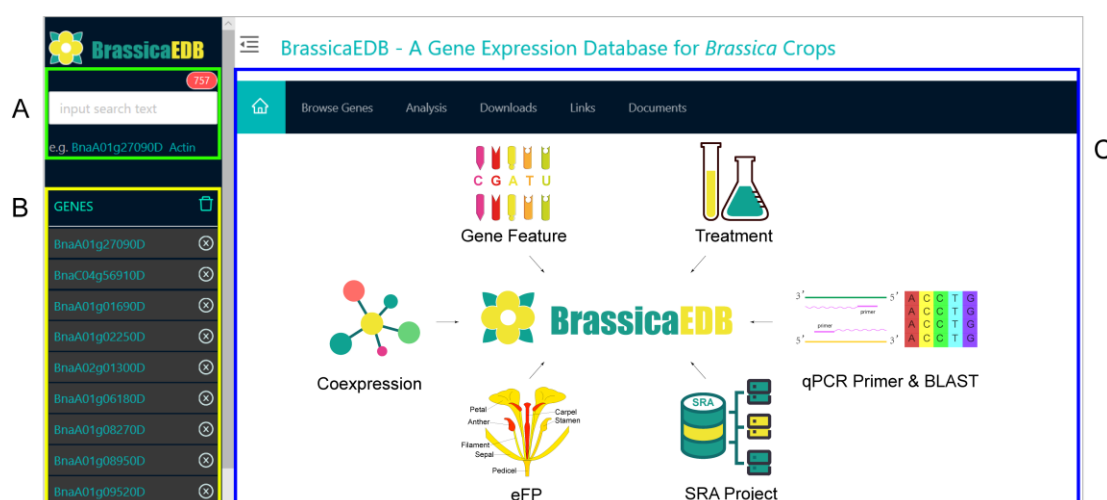 BrassicaEDB
BrassicaEDB - A Gene Expression Database for Brassica Crops
A
757
input search text
e.g. BnaA01g27090D Actin
Browse Genes Analysis Downloads Links Documents
C
B
GENES
BnaA01g27090D
BnaC04g56910D
BnaA01g01690D
BnaA01g02250D
BnaA02g01300D
BnaA01g06180D
BnaA01g08270D
BnaA01g08950D
BnaA01g09520D
C G A T U
Gene Feature
Treatment
Coexpression
BrassicaEDB
3' 5'
primer
primer
3' 5'
A C C T G
A C C T G
A C C T G
A C C T G
qPCR Primer & BLAST
Petal
Anther
Filament
Sepal
Pedicel
Carpel
Stamen
eFP
SRA
SRA Project